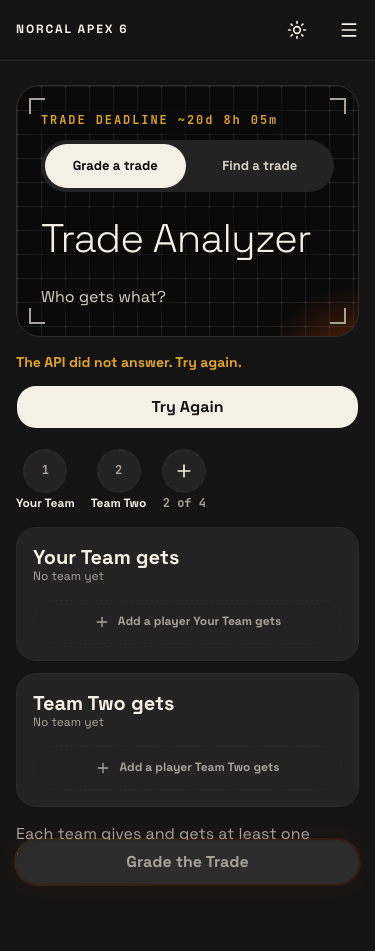 NORCAL APEX 6
TRADE DEADLINE ~20d 8h 05m
Grade a trade
Find a trade
Trade Analyzer
Who gets what?
The API did not answer. Try again.
Try Again
1
2
Your Team
Team Two
2 of 4
Your Team gets
No team yet
Add a player Your Team gets
Team Two gets
No team yet
Add a player Team Two gets
Each team gives and gets at least one
Grade the Trade